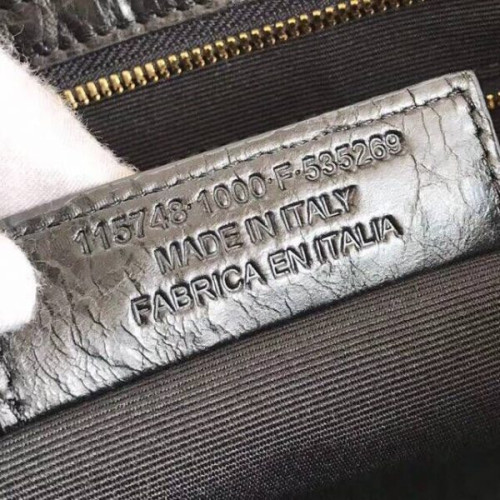 115748·1000·F·535269
MADE IN ITALY
FABRICA EN ITALIA